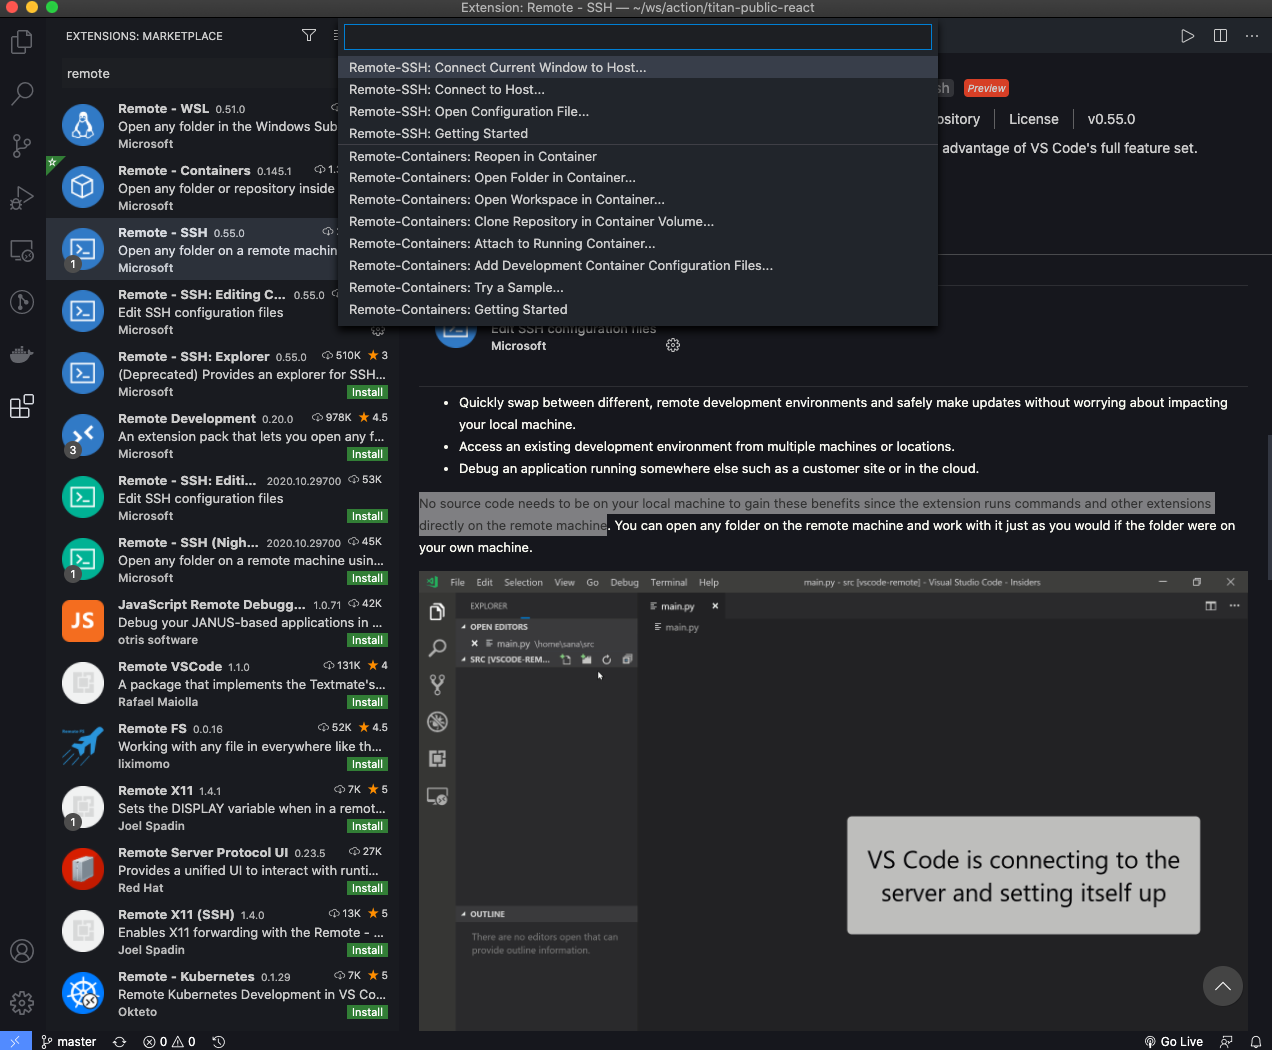 Extension: Remote - SSH — ~/ws/action/titan-public-react
EXTENSIONS: MARKETPLACE
remote
Remote-SSH: Connect Current Window to Host...
Remote-SSH: Connect to Host...
Remote-SSH: Open Configuration File...
Remote-SSH: Getting Started
Remote-Containers: Reopen in Container
Remote-Containers: Open Folder in Container...
Remote-Containers: Open Workspace in Container...
Remote-Containers: Clone Repository in Container Volume...
Remote-Containers: Attach to Running Container...
Remote-Containers: Add Development Container Configuration Files...
Remote-Containers: Try a Sample...
Remote-Containers: Getting Started
Remote - WSL 0.51.0
Open any folder in the Windows Sub
Microsoft
Remote - Containers 0.145.1 1.
Open any folder or repository inside
Microsoft
Remote - SSH 0.55.0
Open any folder on a remote machin
1
Microsoft
Remote - SSH: Editing C... 0.55.0
Edit SSH configuration files
Microsoft
Remote - SSH: Explorer 0.55.0 510K ★ 3
(Deprecated) Provides an explorer for SSH...
Microsoft Install
Remote Development 0.20.0 978K ★ 4.5
An extension pack that lets you open any f...
3
Microsoft Install
Remote - SSH: Editi... 2020.10.29700 53K
Edit SSH configuration files
Microsoft Install
Remote - SSH (Nigh... 2020.10.29700 45K
Open any folder on a remote machine usin...
1
Microsoft Install
JavaScript Remote Debugg... 1.0.71 42K
JS
Debug your JANUS-based applications in ...
otris software Install
Remote VSCode 1.1.0 131K ★ 4
A package that implements the Textmate's...
Rafael Maiolla Install
Remote FS 0.0.16 52K ★ 4.5
Working with any file in everywhere like th...
liximomo Install
Remote X11 1.4.1 7K ★ 5
Sets the DISPLAY variable when in a remot...
1
Joel Spadin Install
Remote Server Protocol UI 0.23.5 27K
Provides a unified UI to interact with runti...
Red Hat Install
Remote X11 (SSH) 1.4.0 13K ★ 5
Enables X11 forwarding with the Remote - ...
Joel Spadin Install
Remote - Kubernetes 0.1.29 7K ★ 5
Remote Kubernetes Development in VS Co...
Okteto Install
sh Preview
ository License v0.55.0
advantage of VS Code's full feature set.
Edit SSH configuration files
Microsoft
• Quickly swap between different, remote development environments and safely make updates without worrying about impacting
your local machine.
• Access an existing development environment from multiple machines or locations.
• Debug an application running somewhere else such as a customer site or in the cloud.
No source code needs to be on your local machine to gain these benefits since the extension runs commands and other extensions
directly on the remote machine. You can open any folder on the remote machine and work with it just as you would if the folder were on
your own machine.
File Edit Selection View Go Debug Terminal Help main.py - src [vscode-remote] - Visual Studio Code - Insiders
EXPLORER
main.py
OPEN EDITORS
main.py \home\sana\src
main.py
SRC [VSCODE-REM...
VS Code is connecting to the
server and setting itself up
OUTLINE
There are no editors open that can
provide outline information.
master 0 0 Go Live